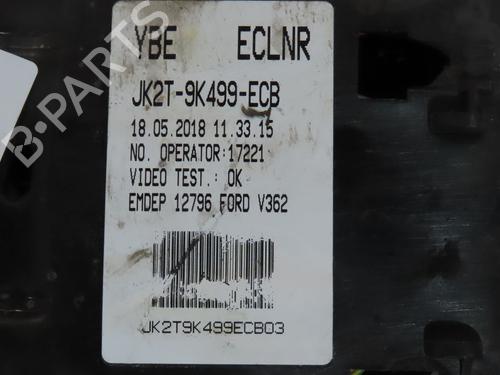 YBE ECLNR
JK2T-9K499-ECB
18.05.2018 11.33.15
NO. OPERATOR:17221
VIDEO TEST.: OK
EMDEP 12796 FORD V362
JK2T9K499ECB03
B-PARTS